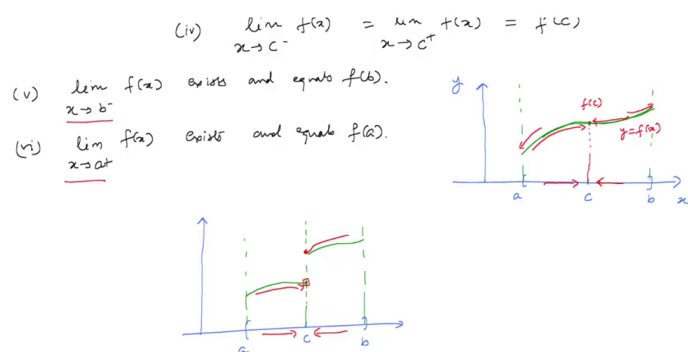 (iv) lim x→c⁻ f(x) = lim x→c⁺ f(x) = f(c)
(v) lim x→b⁻ f(x) exists and equals f(b).
(vi) lim x→a+ f(x) exists and equals f(a).
y
f(c)
y=f(x)
a c b x
a c b